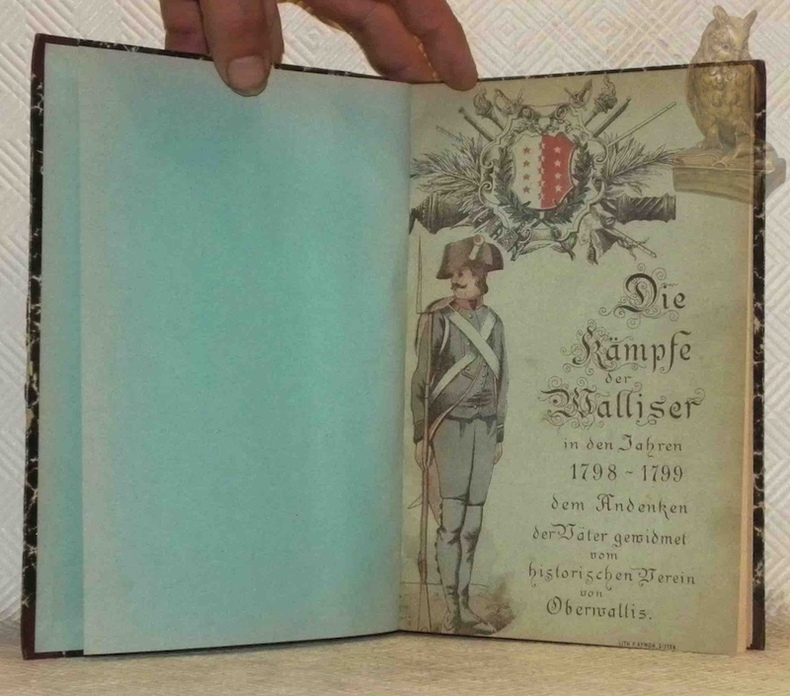 Die
Kämpfe
der
Walliser
in den Jahren
1798 - 1799
dem Andenken
der Väter gewidmet
vom
historischen Verein
von
Oberwallis.